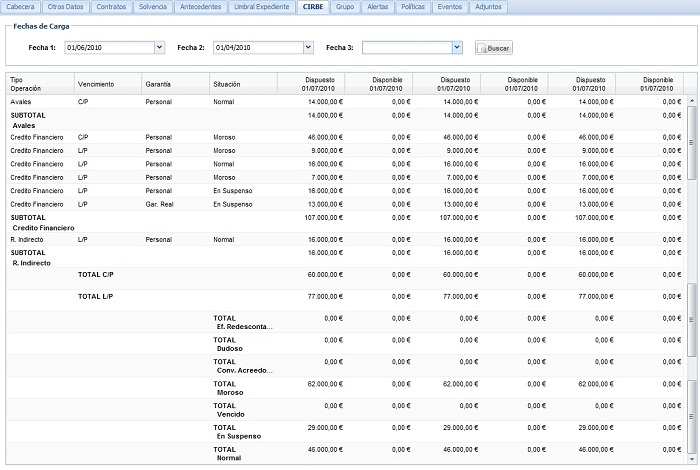 Cabecera Otros Datos Contratos Solvencia Antecedentes Umbral Expediente CIRBE Grupo Alertas Políticas Eventos Adjuntos
Fechas de Carga
Fecha 1: 01/06/2010 Fecha 2: 01/04/2010 Fecha 3: Buscar
Tipo Operación Vencimiento Garantía Situación Dispuesto 01/07/2010 Disponible 01/07/2010 Dispuesto 01/07/2010 Disponible 01/07/2010 Dispuesto 01/07/2010 Disponible 01/07/2010
Avales C/P Personal Normal 14.000,00 € 0,00 € 14.000,00 € 0,00 € 14.000,00 € 0,00 €
SUBTOTAL 14.000,00 € 0,00 € 14.000,00 € 0,00 € 14.000,00 € 0,00 €
Avales
Credito Financiero C/P Personal Moroso 46.000,00 € 0,00 € 46.000,00 € 0,00 € 46.000,00 € 0,00 €
Credito Financiero L/P Personal Moroso 9.000,00 € 0,00 € 9.000,00 € 0,00 € 9.000,00 € 0,00 €
Credito Financiero L/P Personal Normal 16.000,00 € 0,00 € 16.000,00 € 0,00 € 16.000,00 € 0,00 €
Credito Financiero L/P Personal Moroso 7.000,00 € 0,00 € 7.000,00 € 0,00 € 7.000,00 € 0,00 €
Credito Financiero L/P Personal En Suspenso 16.000,00 € 0,00 € 16.000,00 € 0,00 € 16.000,00 € 0,00 €
Credito Financiero L/P Gar. Real En Suspenso 13.000,00 € 0,00 € 13.000,00 € 0,00 € 13.000,00 € 0,00 €
SUBTOTAL 107.000,00 € 0,00 € 107.000,00 € 0,00 € 107.000,00 € 0,00 €
Credito Financiero
R. Indirecto L/P Personal Normal 16.000,00 € 0,00 € 16.000,00 € 0,00 € 16.000,00 € 0,00 €
SUBTOTAL 16.000,00 € 0,00 € 16.000,00 € 0,00 € 16.000,00 € 0,00 €
R. Indirecto
TOTAL C/P 60.000,00 € 0,00 € 60.000,00 € 0,00 € 60.000,00 € 0,00 €
TOTAL L/P 77.000,00 € 0,00 € 77.000,00 € 0,00 € 77.000,00 € 0,00 €
TOTAL 0,00 € 0,00 € 0,00 € 0,00 € 0,00 € 0,00 €
Ef. Redesconta...
TOTAL 0,00 € 0,00 € 0,00 € 0,00 € 0,00 € 0,00 €
Dudoso
TOTAL 0,00 € 0,00 € 0,00 € 0,00 € 0,00 € 0,00 €
Conv. Acreedo...
TOTAL 62.000,00 € 0,00 € 62.000,00 € 0,00 € 62.000,00 € 0,00 €
Moroso
TOTAL 0,00 € 0,00 € 0,00 € 0,00 € 0,00 € 0,00 €
Vencido
TOTAL 29.000,00 € 0,00 € 29.000,00 € 0,00 € 29.000,00 € 0,00 €
En Suspenso
TOTAL 46.000,00 € 0,00 € 46.000,00 € 0,00 € 46.000,00 € 0,00 €
Normal